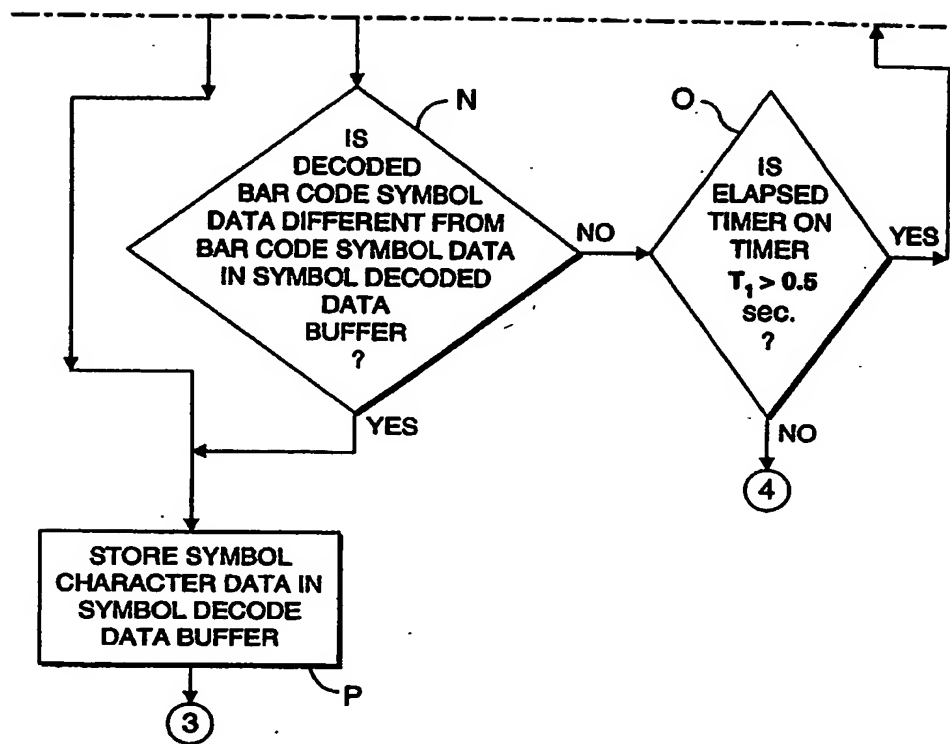 N
IS
DECODED
BAR CODE SYMBOL
DATA DIFFERENT FROM
BAR CODE SYMBOL DATA
IN SYMBOL DECODED
DATA
BUFFER
?
NO
YES
O
IS
ELAPSED
TIMER ON
TIMER
T₁ > 0.5
sec.
?
YES
NO
4
STORE SYMBOL
CHARACTER DATA IN
SYMBOL DECODE
DATA BUFFER
P
3